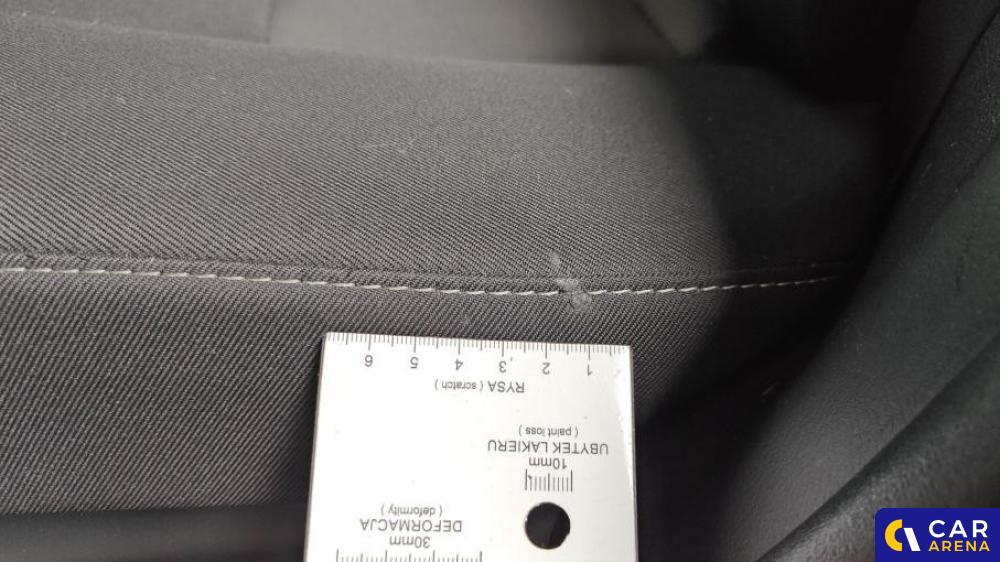 6 5 4 3, 2 1
RYSA ( scratch )
UBYTEK LAKIERU
( paint loss )
10mm
DEFORMACJA
( deformity )
30mm
CAR
ARENA